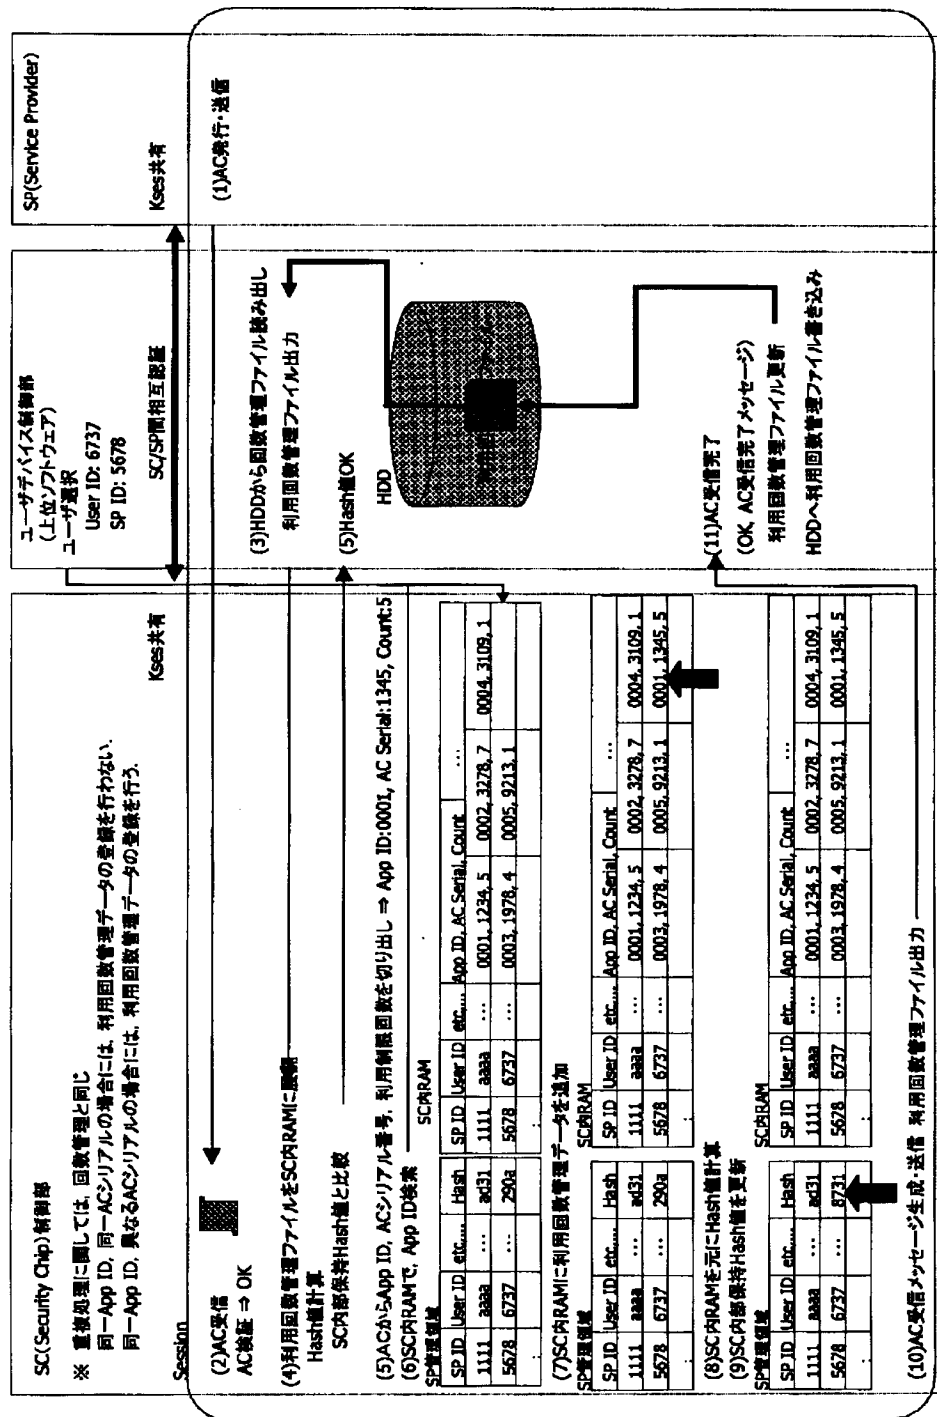 SC(Security Chip)制御部
※ 重複処理に関しては、回数管理と同じ
同一App ID, 同一ACシリアルの場合には、利用回数管理データの登録を行わない.
同一App ID, 異なるACシリアルの場合には、利用回数管理データの登録を行う.
ユーザデバイス制御部
(上位ソフトウェア)
ユーザ選択
User ID: 6737
SP ID: 5678
SP(Service Provider)
Session
Kses共有
SC/SP間相互認証
Kses共有
(1)AC発行・送信
(2)AC受信
AC検証 ⇒ OK
(3)HDDから回数管理ファイル読み出し
利用回数管理ファイル出力
(4)利用回数管理ファイルをSC内RAMに展開
Hash値計算
SC内部保持Hash値と比較
(5)Hash値OK
HDD
(5)ACからApp ID, ACシリアル番号, 利用制限回数を切り出し ⇒ App ID:0001, AC Serial:1345, Count:5
(6)SC内RAMで, App ID検索
SP管理領域
SP ID User ID etc.... Hash
1111 aaaa … ad31
5678 6737 … 290a
SC内RAM
SP ID User ID etc.... App ID, AC Serial, Count …
1111 aaaa … 0001, 1234, 5 0002, 3278, 7 0004, 3109, 1
5678 6737 … 0003, 1978, 4 0005, 9213, 1
(7)SC内RAMに利用回数管理データを追加
SP管理領域
SP ID User ID etc.... Hash
1111 aaaa … ad31
5678 6737 … 290a
SC内RAM
SP ID User ID etc.... App ID, AC Serial, Count …
1111 aaaa … 0001, 1234, 5 0002, 3278, 7 0004, 3109, 1
5678 6737 … 0003, 1978, 4 0005, 9213, 1 0001, 1345, 5
(8)SC内RAMを元にHash値計算
(9)SC内部保持Hash値を更新
SP管理領域
SP ID User ID etc.... Hash
1111 aaaa … ad31
5678 6737 … 8731
SC内RAM
SP ID User ID etc.... App ID, AC Serial, Count …
1111 aaaa … 0001, 1234, 5 0002, 3278, 7 0004, 3109, 1
5678 6737 … 0003, 1978, 4 0005, 9213, 1 0001, 1345, 5
(10)AC受信メッセージ生成・送信 利用回数管理ファイル出力
(11)AC受信完了
(OK, AC受信完了メッセージ)
利用回数管理ファイル更新
HDDへ利用回数管理ファイル書き込み